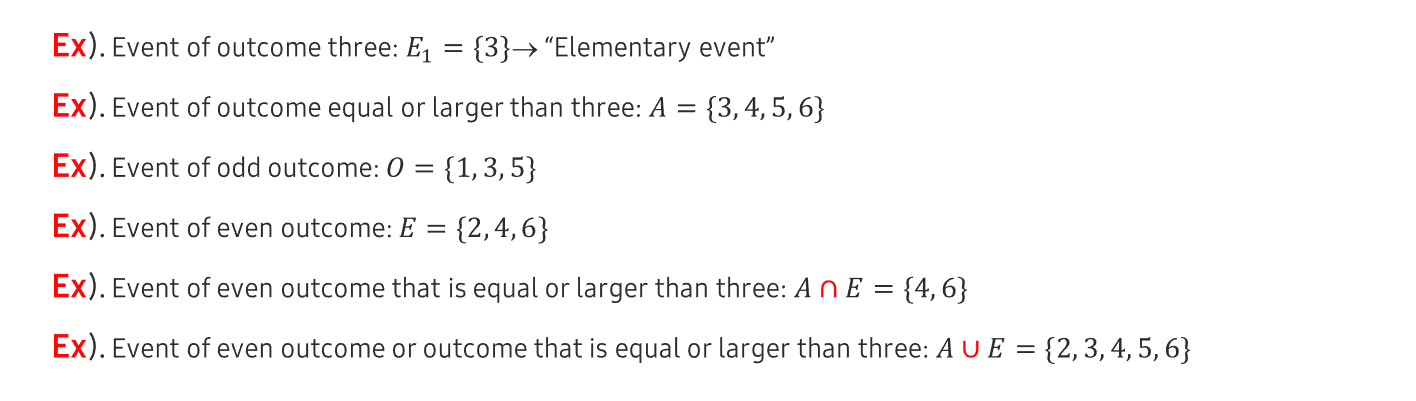 Ex). Event of outcome three: E₁ = {3}→ “Elementary event”
Ex). Event of outcome equal or larger than three: A = {3, 4, 5, 6}
Ex). Event of odd outcome: O = {1, 3, 5}
Ex). Event of even outcome: E = {2, 4, 6}
Ex). Event of even outcome that is equal or larger than three: A ∩ E = {4, 6}
Ex). Event of even outcome or outcome that is equal or larger than three: A ∪ E = {2, 3, 4, 5, 6}